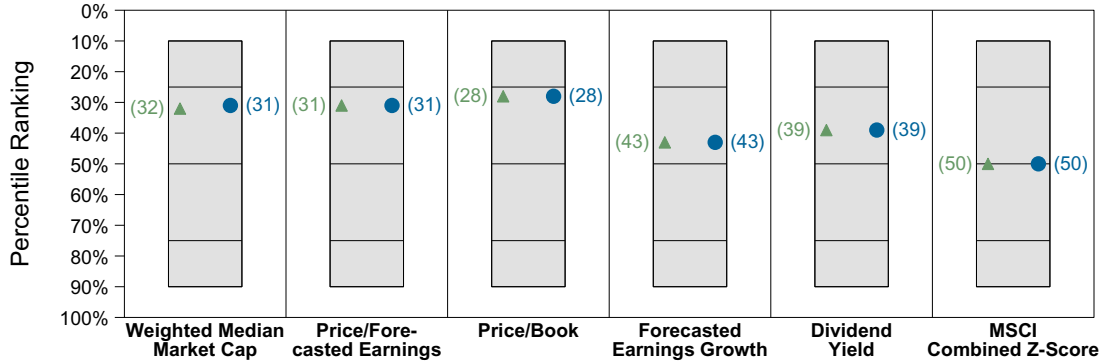 Percentile Ranking
0%
10%
20%
30%
40%
50%
60%
70%
80%
90%
100%
(32) (31)
(31) (31)
(28) (28)
(43) (43)
(39) (39)
(50) (50)
Weighted Median
Market Cap
Price/Fore-
casted Earnings
Price/Book
Forecasted
Earnings Growth
Dividend
Yield
MSCI
Combined Z-Score